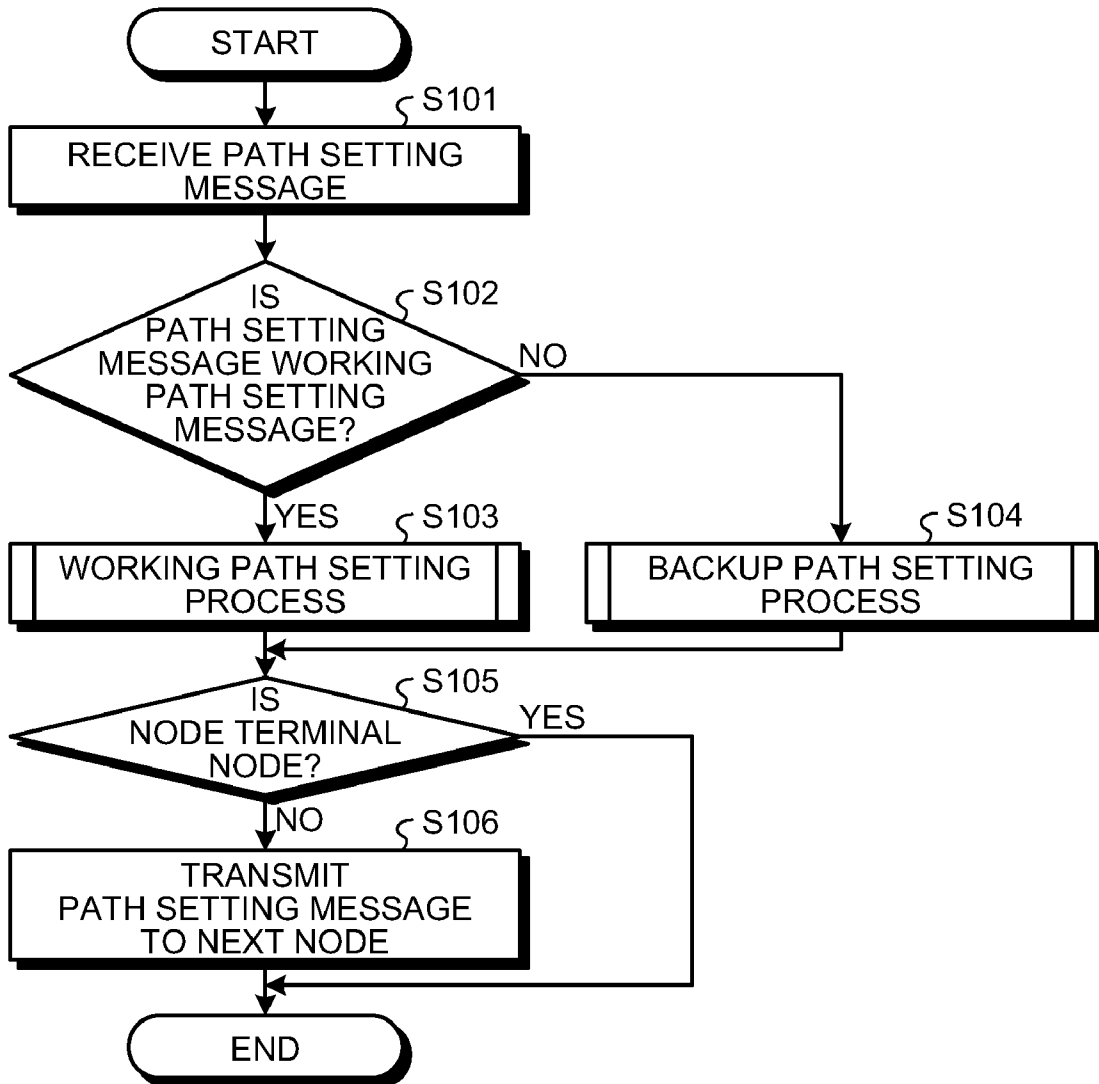 START
S101
RECEIVE PATH SETTING
MESSAGE
S102
IS
PATH SETTING
MESSAGE WORKING
PATH SETTING
MESSAGE?
NO
YES
S103
WORKING PATH SETTING
PROCESS
S104
BACKUP PATH SETTING
PROCESS
S105
IS
NODE TERMINAL
NODE?
YES
NO
S106
TRANSMIT
PATH SETTING MESSAGE
TO NEXT NODE
END